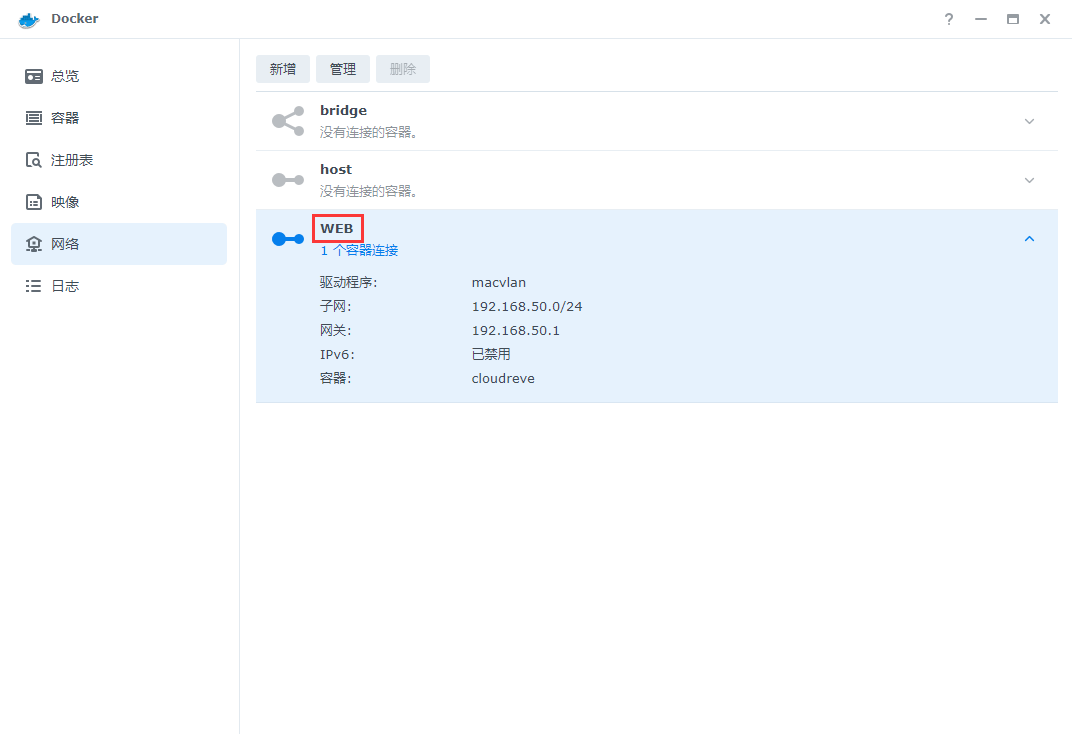 Docker
总览
容器
注册表
映像
网络
日志
新增 管理 删除
bridge
没有连接的容器。
host
没有连接的容器。
WEB
1 个容器连接
驱动程序: macvlan
子网: 192.168.50.0/24
网关: 192.168.50.1
IPv6: 已禁用
容器: cloudreve